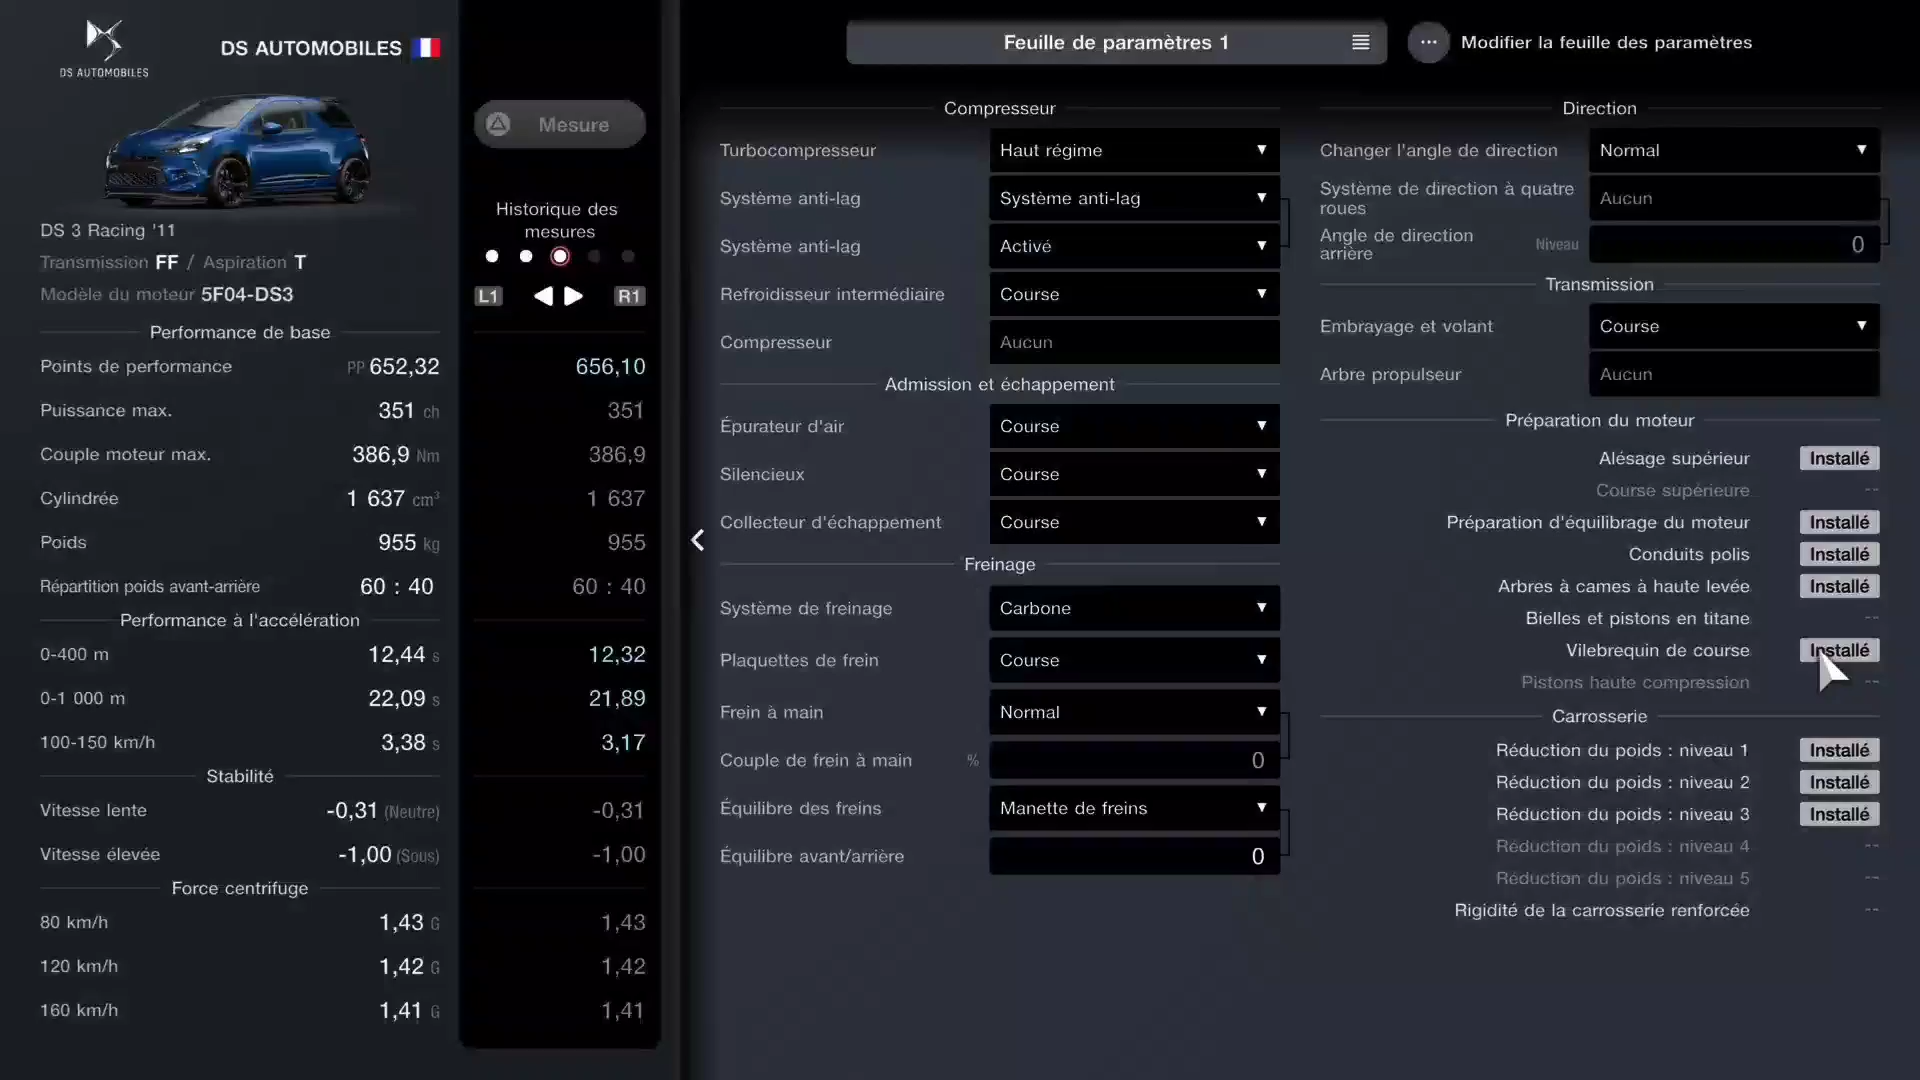 DS AUTOMOBILES
DS AUTOMOBILES
DS 3 Racing '11
Transmission FF / Aspiration T
Modèle du moteur 5F04-DS3
Performance de base
Points de performance PP 652,32
Puissance max. 351 ch
Couple moteur max. 386,9 Nm
Cylindrée 1 637 cm³
Poids 955 kg
Répartition poids avant-arrière 60 : 40
Performance à l'accélération
0-400 m 12,44 s
0-1 000 m 22,09 s
100-150 km/h 3,38 s
Stabilité
Vitesse lente -0,31 (Neutre)
Vitesse élevée -1,00 (Sous)
Force centrifuge
80 km/h 1,43 G
120 km/h 1,42 G
160 km/h 1,41 G
Mesure
Historique des
mesures
L1 R1
656,10
351
386,9
1 637
955
60 : 40
12,32
21,89
3,17
-0,31
-1,00
1,43
1,42
1,41
Feuille de paramètres 1
Modifier la feuille des paramètres
Compresseur
Turbocompresseur Haut régime
Système anti-lag Système anti-lag
Système anti-lag Activé
Refroidisseur intermédiaire Course
Compresseur Aucun
Admission et échappement
Épurateur d'air Course
Silencieux Course
Collecteur d'échappement Course
Freinage
Système de freinage Carbone
Plaquettes de frein Course
Frein à main Normal
Couple de frein à main % 0
Équilibre des freins Manette de freins
Équilibre avant/arrière 0
Direction
Changer l'angle de direction Normal
Système de direction à quatre
roues Aucun
Angle de direction
arrière Niveau 0
Transmission
Embrayage et volant Course
Arbre propulseur Aucun
Préparation du moteur
Alésage supérieur Installé
Course supérieure --
Préparation d'équilibrage du moteur Installé
Conduits polis Installé
Arbres à cames à haute levée Installé
Bielles et pistons en titane --
Vilebrequin de course Installé
Pistons haute compression --
Carrosserie
Réduction du poids : niveau 1 Installé
Réduction du poids : niveau 2 Installé
Réduction du poids : niveau 3 Installé
Réduction du poids : niveau 4 --
Réduction du poids : niveau 5 --
Rigidité de la carrosserie renforcée --